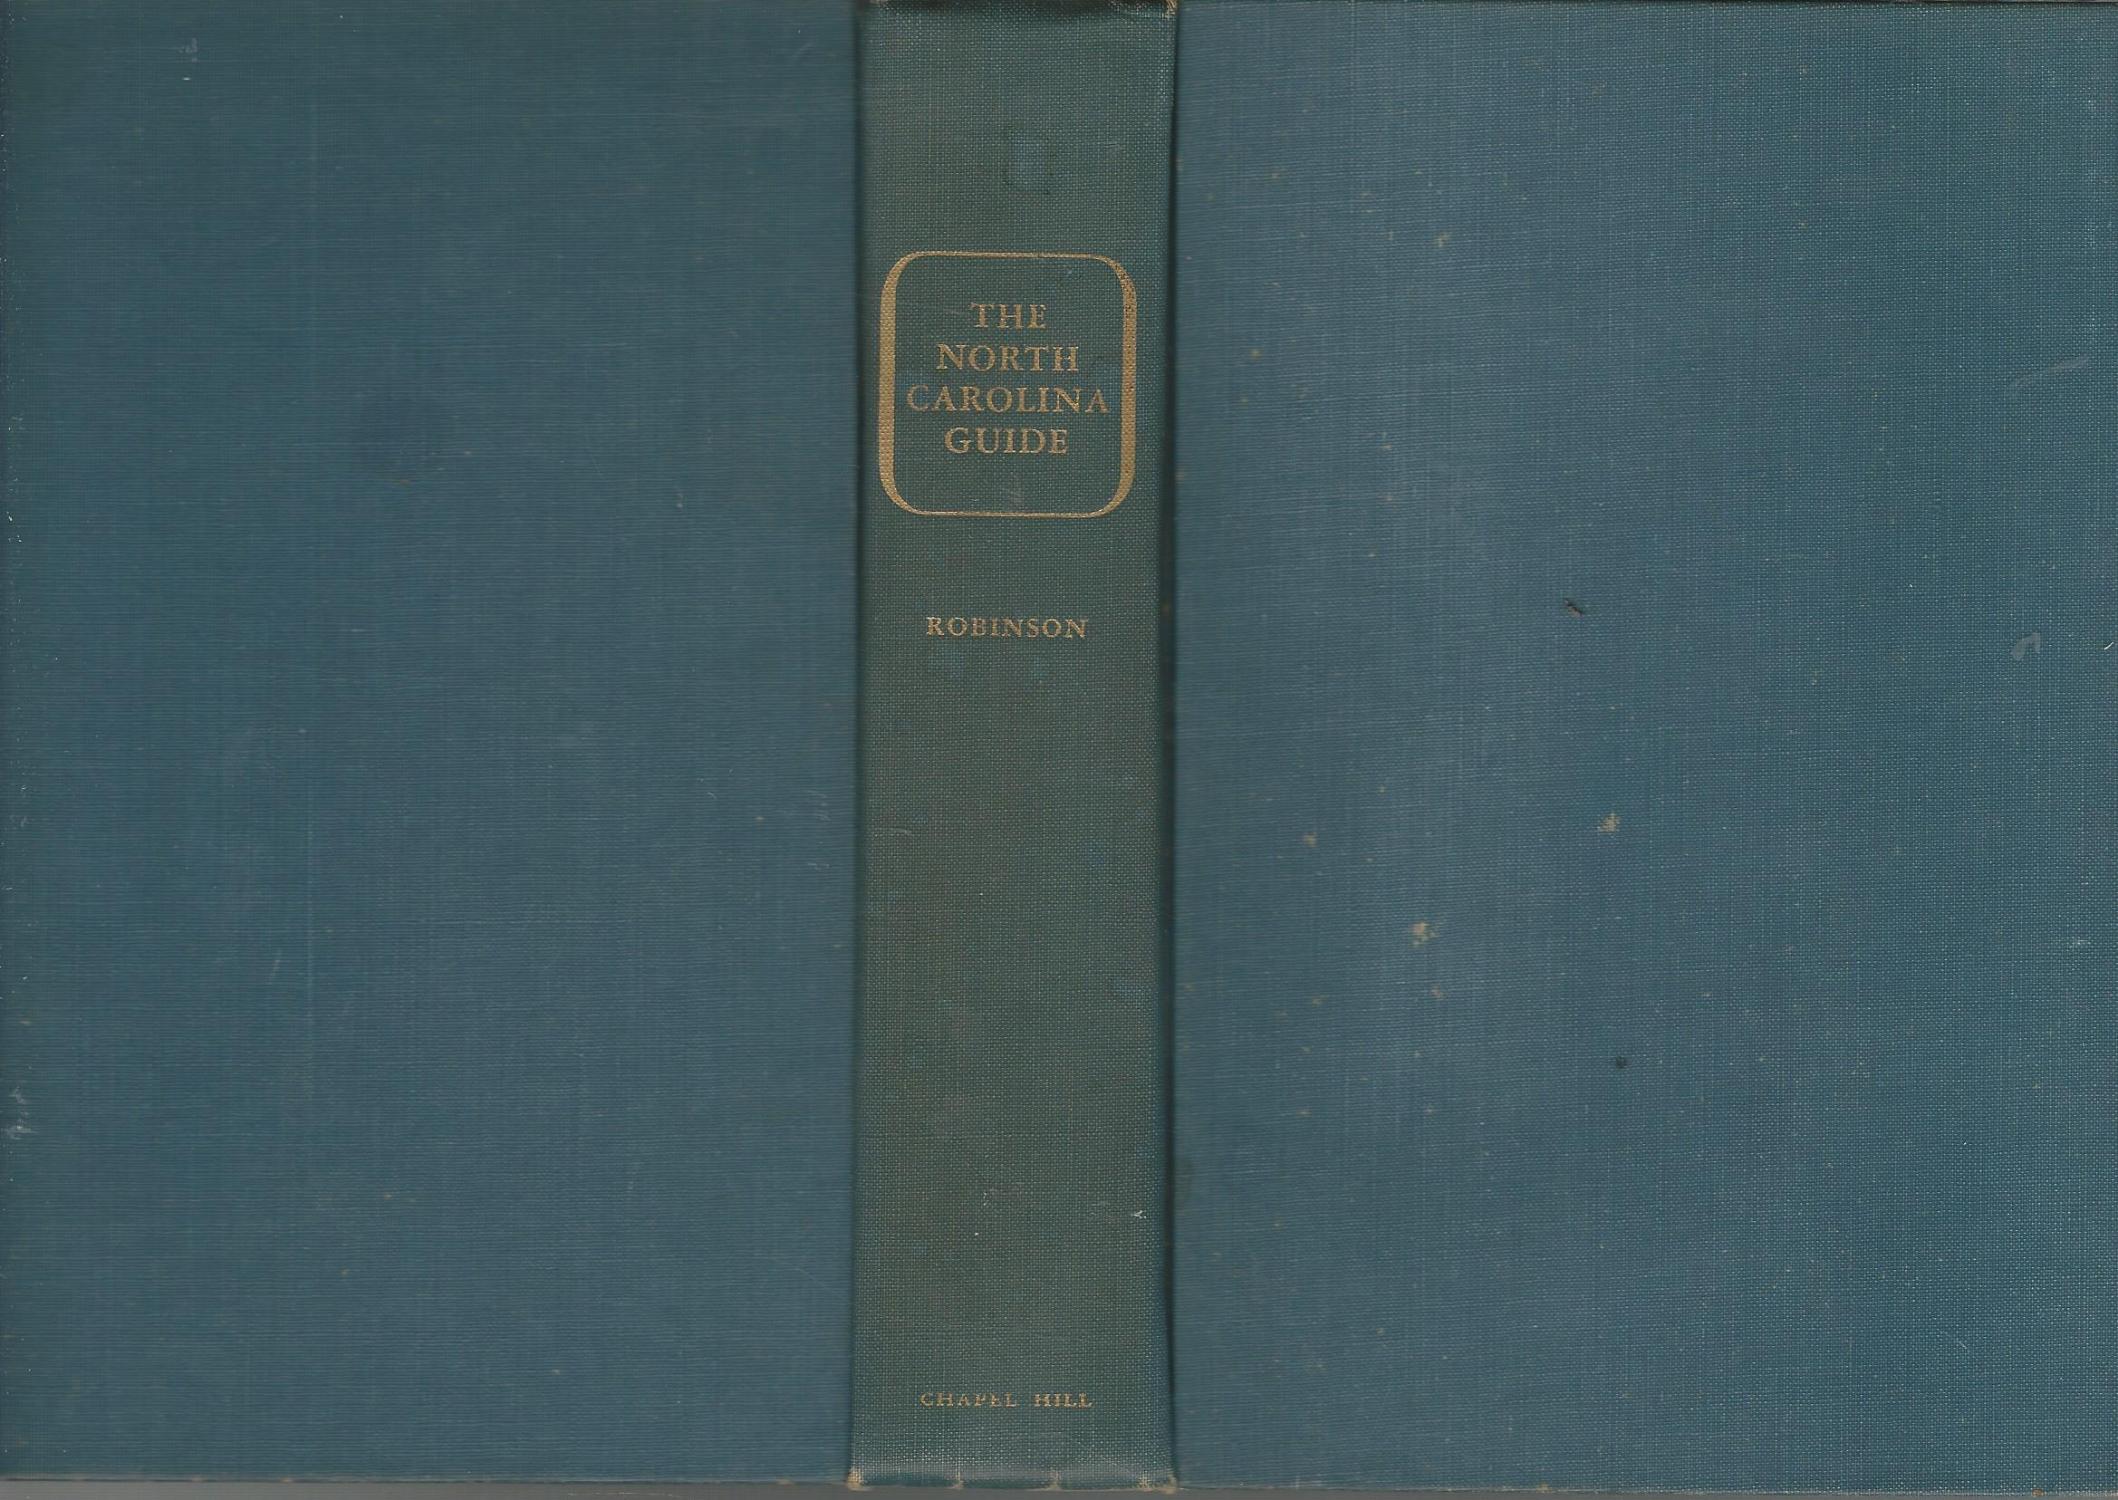 THE
NORTH
CAROLINA
GUIDE
ROBINSON
CHAPEL HILL